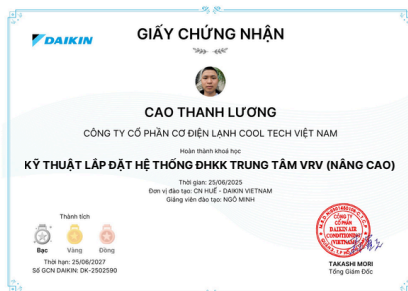 DAIKIN
GIẤY CHỨNG NHẬN
CAO THANH LƯƠNG
CÔNG TY CỔ PHẦN CƠ ĐIỆN LẠNH COOL TECH VIỆT NAM
Hoàn thành khoá học
KỸ THUẬT LẮP ĐẶT HỆ THỐNG ĐHKK TRUNG TÂM VRV (NÂNG CAO)
Thời gian: 25/06/2025
Đơn vị đào tạo: CN HUẾ - DAIKIN VIETNAM
Giảng viên đào tạo: NGÔ MINH
Thành tích
Bạc Vàng Đồng
Thời hạn: 25/06/2027
Số GCN DAIKIN: DK-2502590
CÔNG TY
CỔ PHẦN
DAIKIN AIR
CONDITIONING
(VIETNAM)
TAKASHI MORI
Tổng Giám Đốc